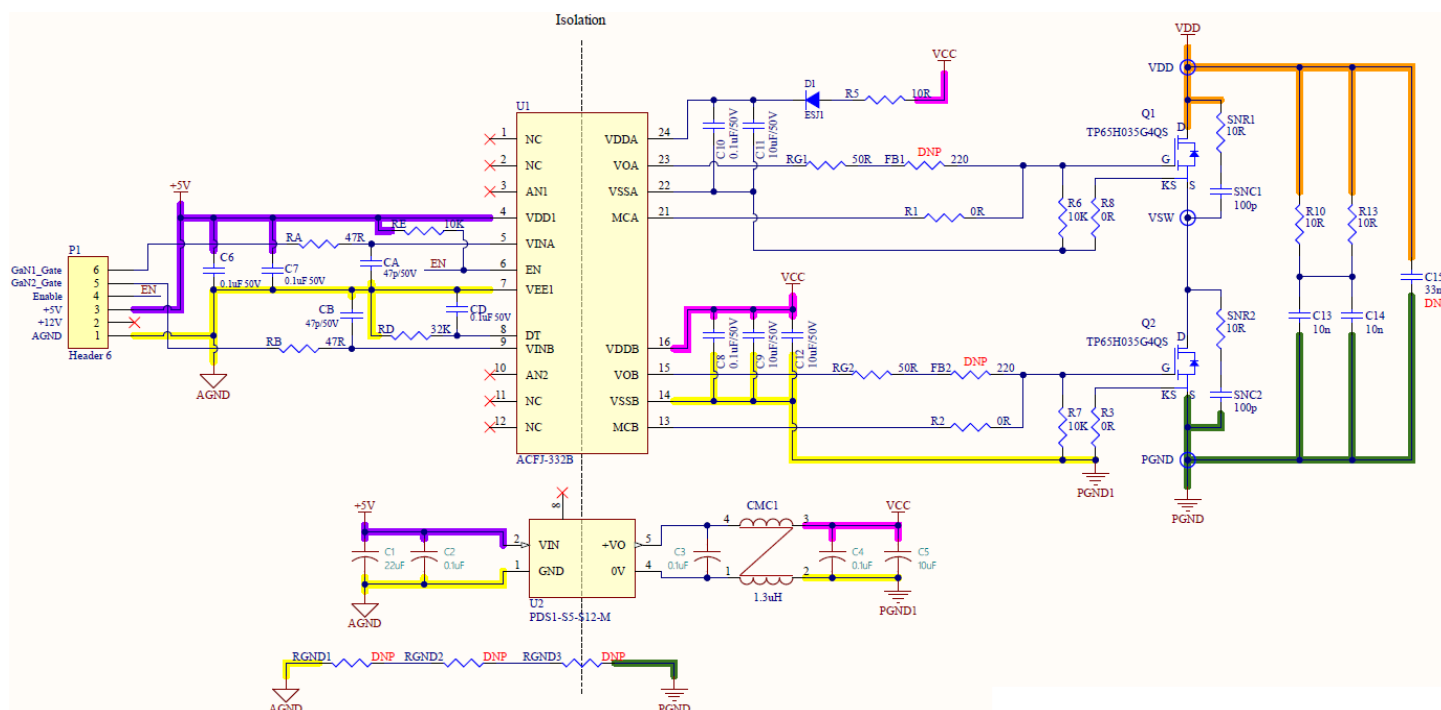 Isolation
VDD
VCC
VDD
D1
ESJ1
R5
10R
U1
Q1
TP65H035G4QS
D
G
KS
S
SNR1
10R
SNC1
100p
VSW
1
NC
2
NC
3
AN1
4
VDD1
5
VINA
6
EN
7
VEE1
8
DT
9
VINB
10
AN2
11
NC
12
NC
24
VDDA
23
VOA
22
VSSA
21
MCA
16
VDDB
15
VOB
14
VSSB
13
MCB
ACFJ-332B
C10
0.1uF/50V
C11
10uF/50V
RG1
50R
FB1
DNP
220
R1
0R
R6
10K
R8
0R
+5V
RE
10K
RA
47R
P1
GaN1_Gate
6
GaN2_Gate
5
Enable
4
EN
+5V
3
+12V
2
AGND
1
Header 6
C6
0.1uF 50V
C7
0.1uF 50V
CA
47p/50V
EN
CB
47p/50V
CD
0.1uF 50V
RD
32K
RB
47R
AGND
VCC
C8
0.1uF/50V
C9
10uF/50V
C12
10uF/50V
RG2
50R
FB2
DNP
220
R2
0R
R7
10K
R3
0R
PGND1
Q2
TP65H035G4QS
D
G
KS
S
SNR2
10R
SNC2
100p
PGND
PGND
R10
10R
R13
10R
C13
10n
C14
10n
C15
33n
+5V
C1
22uF
C2
0.1uF
AGND
8
2
VIN
1
GND
+VO
5
0V
4
U2
PDS1-S5-S12-M
C3
0.1uF
CMC1
4
3
1
2
1.3uH
VCC
C4
0.1uF
C5
10uF
PGND1
RGND1
DNP
RGND2
DNP
RGND3
DNP
AGND
PGND